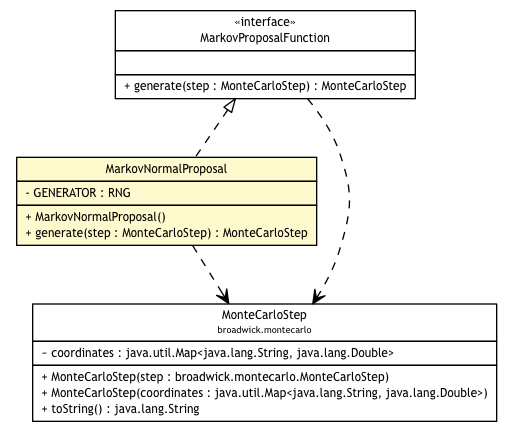 «interface»
MarkovProposalFunction
+ generate(step : MonteCarloStep) : MonteCarloStep
MarkovNormalProposal
- GENERATOR : RNG
+ MarkovNormalProposal()
+ generate(step : MonteCarloStep) : MonteCarloStep
MonteCarloStep
broadwick.montecarlo
~ coordinates : java.util.Map<java.lang.String, java.lang.Double>
+ MonteCarloStep(step : broadwick.montecarlo.MonteCarloStep)
+ MonteCarloStep(coordinates : java.util.Map<java.lang.String, java.lang.Double>)
+ toString() : java.lang.String